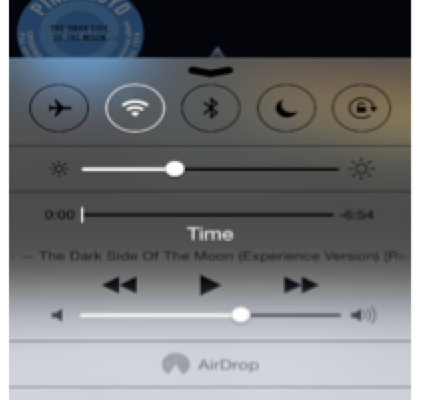 PINK FLOYD
THE DARK SIDE
OF THE MOON
0:00
-6:54
Time
— The Dark Side Of The Moon (Experience Version) [Re
AirDrop